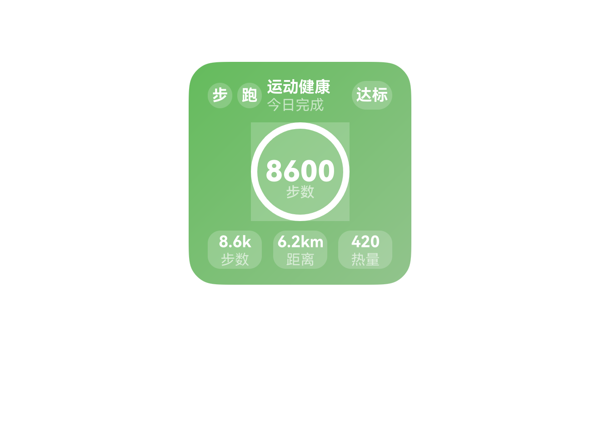 步 跑 运动健康 达标
今日完成
8600
步数
8.6k 6.2km 420
步数 距离 热量